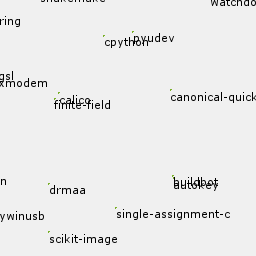 snakemake
watchdo
ring
pyudev
cpython
gsl
xmodem
calico
canonical-quick
finite-field
n
buildbot
autokey
drmaa
ywinusb
single-assignment-c
scikit-image